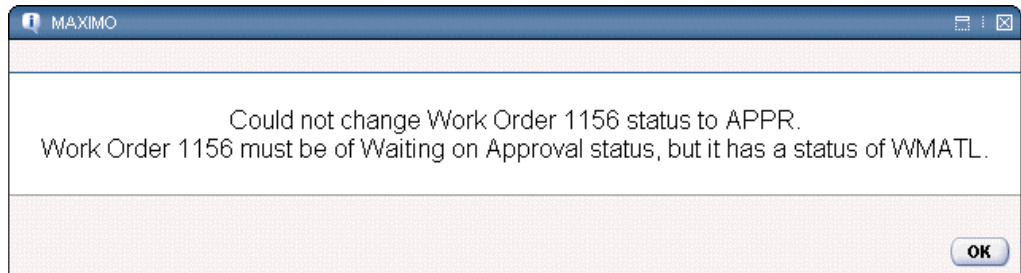 MAXIMO
Could not change Work Order 1156 status to APPR.
Work Order 1156 must be of Waiting on Approval status, but it has a status of WMATL.
OK